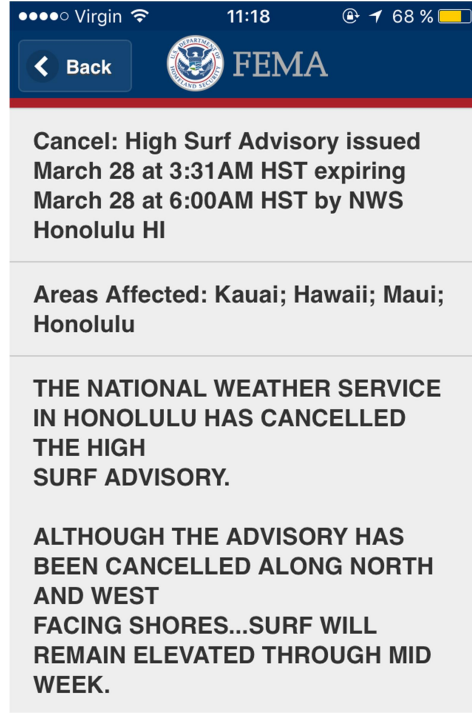 Virgin 11:18 68 %
Back FEMA
Cancel: High Surf Advisory issued
March 28 at 3:31AM HST expiring
March 28 at 6:00AM HST by NWS
Honolulu HI
Areas Affected: Kauai; Hawaii; Maui;
Honolulu
THE NATIONAL WEATHER SERVICE
IN HONOLULU HAS CANCELLED
THE HIGH
SURF ADVISORY.
ALTHOUGH THE ADVISORY HAS
BEEN CANCELLED ALONG NORTH
AND WEST
FACING SHORES...SURF WILL
REMAIN ELEVATED THROUGH MID
WEEK.